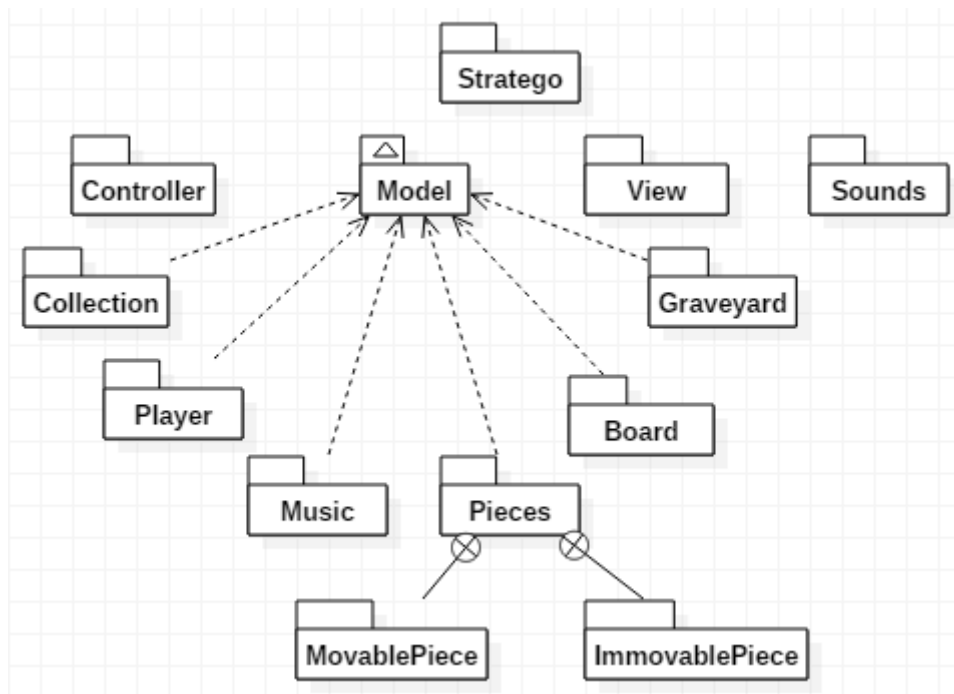 Stratego
Controller
Model
View
Sounds
Collection
Graveyard
Player
Board
Music
Pieces
MovablePiece
ImmovablePiece